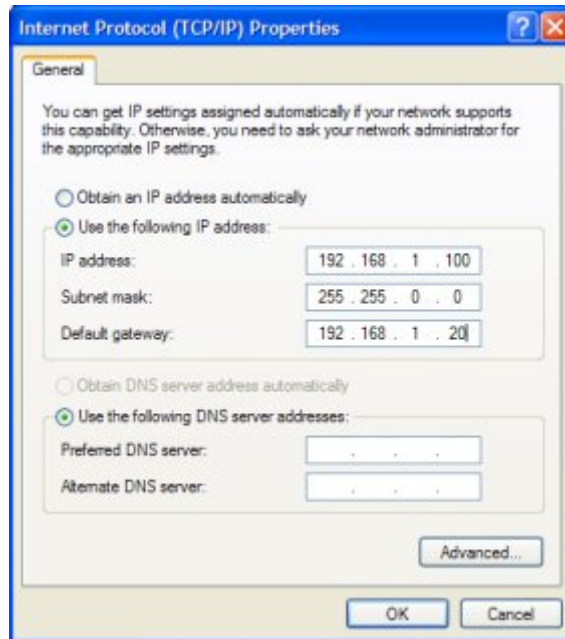 Internet Protocol (TCP/IP) Properties
General
You can get IP settings assigned automatically if your network supports
this capability. Otherwise, you need to ask your network administrator for
the appropriate IP settings.
Obtain an IP address automatically
Use the following IP address:
IP address: 192 . 168 . 1 . 100
Subnet mask: 255 . 255 . 0 . 0
Default gateway: 192 . 168 . 1 . 20
Obtain DNS server address automatically
Use the following DNS server addresses:
Preferred DNS server: . . .
Alternate DNS server: . . .
Advanced...
OK Cancel